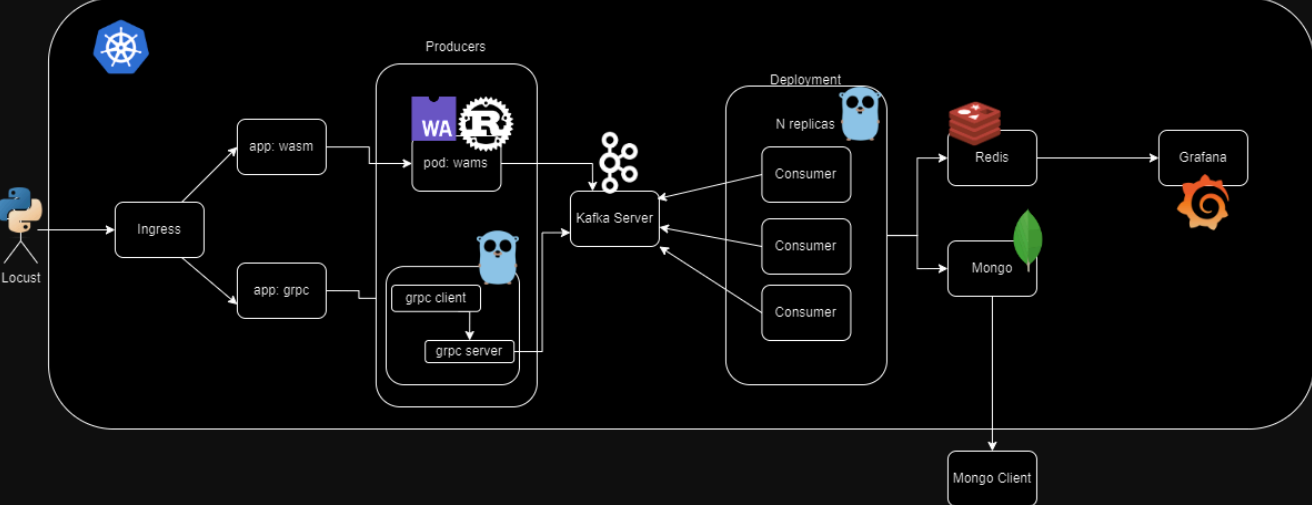 Producers
Deployment
N replicas
WA
R
app: wasm
pod: wams
Consumer
Redis
Grafana
Locust
Ingress
Kafka Server
Consumer
Mongo
app: grpc
grpc client
grpc server
Consumer
Mongo Client